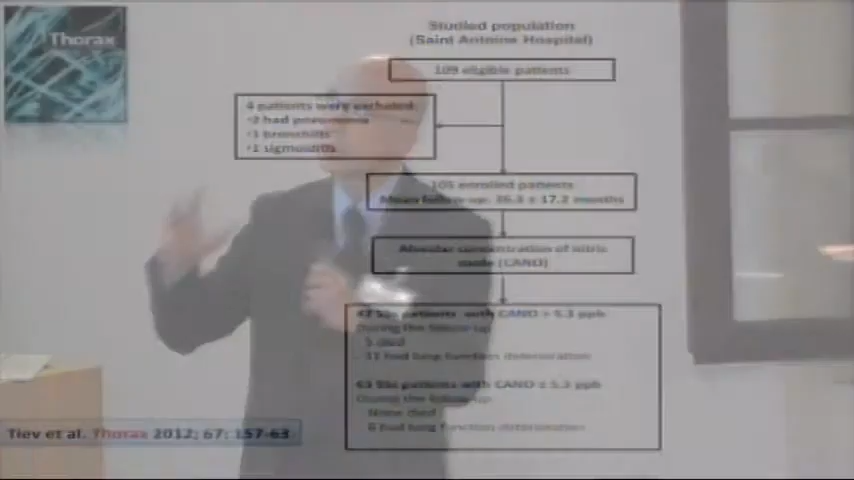 Thorax
Studied population
(Saint Antoine Hospital)
109 eligible patients
4 patients were excluded:
•2 had pneumonia
•1 bronchitis
•1 sigmoiditis
105 enrolled patients
Mean follow-up: 26.3 ± 17.2 months
Alveolar concentration of nitric
oxide (CANO)
SSc patients with CANO > 5.3 ppb
During the follow-up
5 died
had lung function deterioration
SSc patients with CANO ≤ 5.3 ppb
During the follow-up
None died
6 had lung function deterioration
Tiev et al. Thorax 2012; 67: 157-63